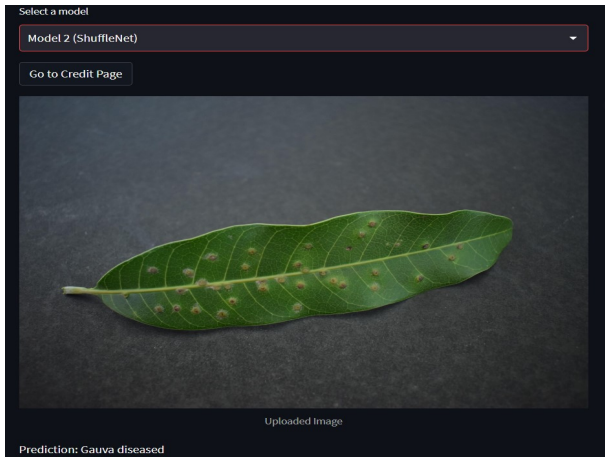 Select a model
Model 2 (ShuffleNet)
Go to Credit Page
Uploaded Image
Prediction: Gauva diseased